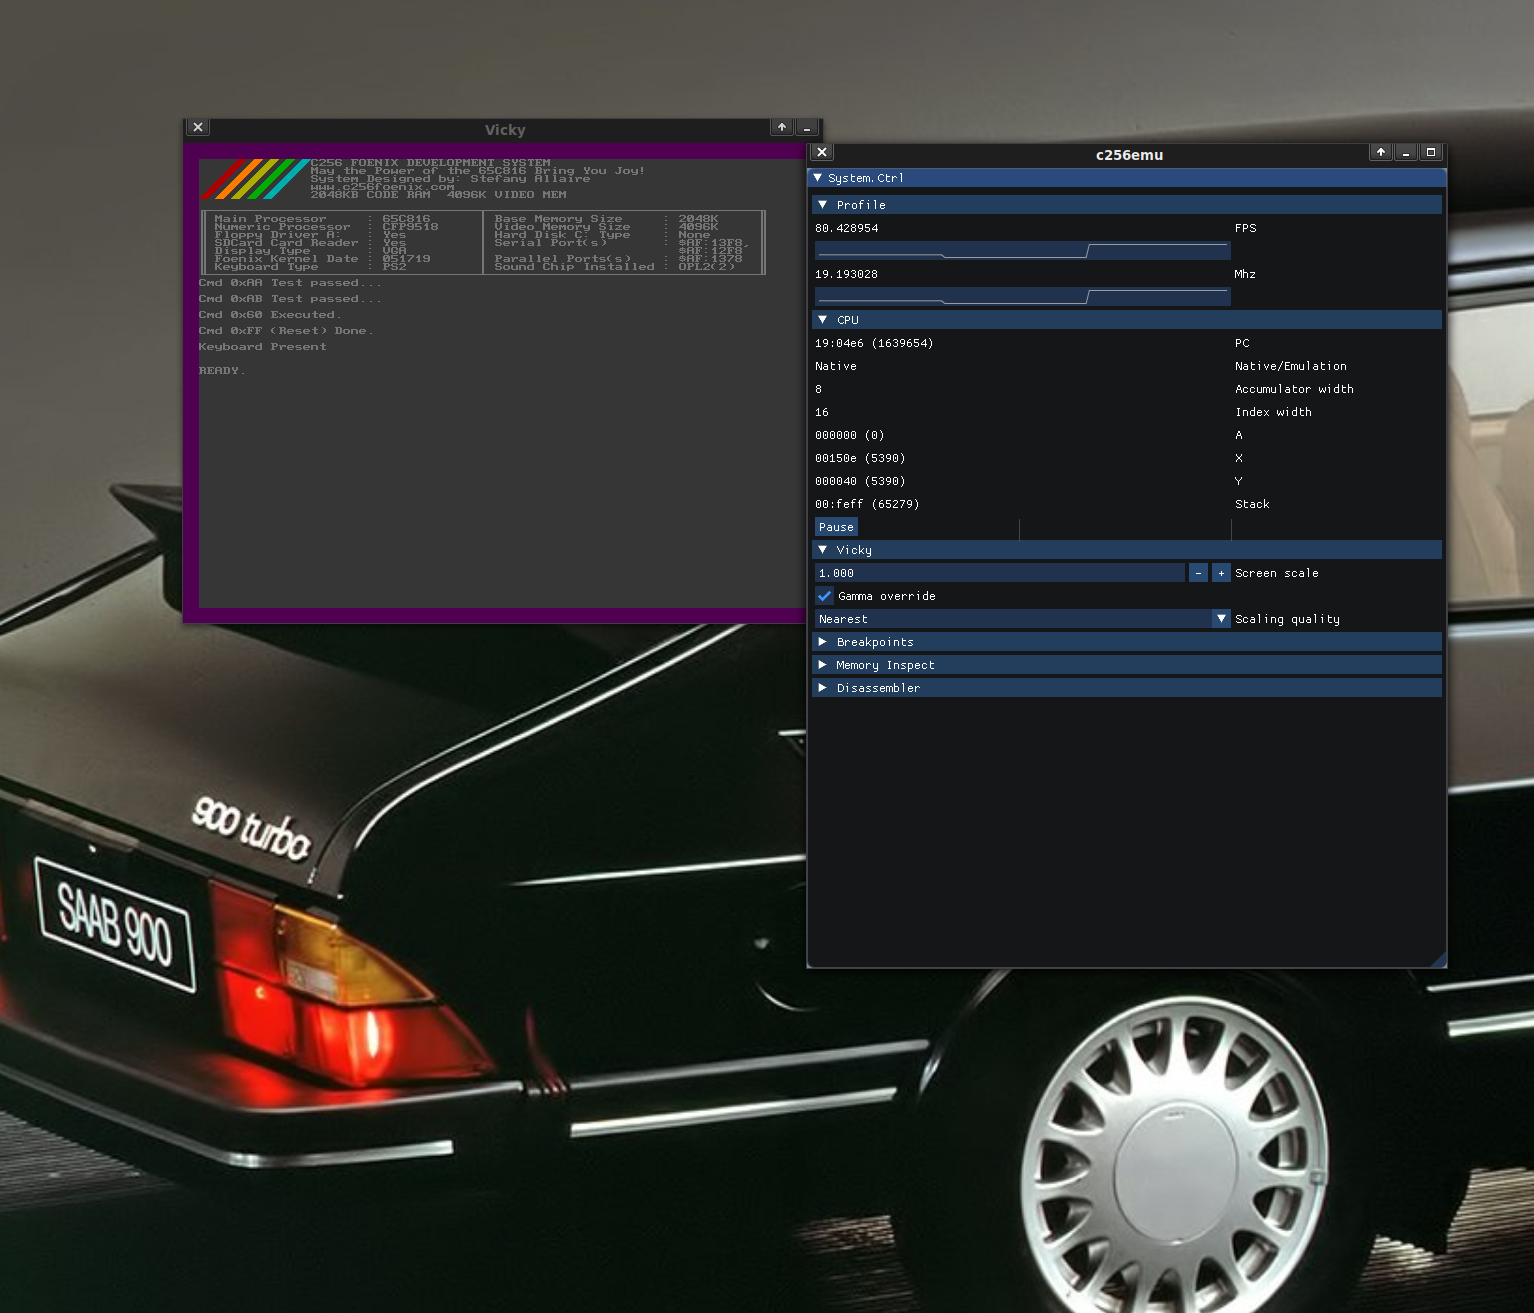 Vicky
C256 FOENIX DEVELOPMENT SYSTEM
May the Power of the 65C816 Bring You Joy!
System Designed by: Stefany Allaire
www.c256foenix.com
2048KB CODE RAM  4096K VIDEO MEM
Main Processor : 65C816 Base Memory Size : 2048K
Numeric Processor : CFP9518 Video Memory Size : 4096K
Floppy Driver A: : Yes Hard Disk C: Type : None
SDCard Card Reader : Yes Serial Port(s) : $AF:13F8,
Display Type : VGA $AF:12F8
Foenix Kernel Date : 051719 Parallel Ports(s) : $AF:1378
Keyboard Type : PS2 Sound Chip Installed : OPL2(2)
Cmd 0xAA Test passed...
Cmd 0xAB Test passed...
Cmd 0x60 Executed.
Cmd 0xFF (Reset) Done.
Keyboard Present
READY.
c256emu
System.Ctrl
Profile
80.428954 FPS
19.193028 Mhz
CPU
19:04e6 (1639654) PC
Native Native/Emulation
8 Accumulator width
16 Index width
000000 (0) A
00150e (5390) X
000040 (5390) Y
00:feff (65279) Stack
Pause
Vicky
1.000 - + Screen scale
Gamma override
Nearest Scaling quality
Breakpoints
Memory Inspect
Disassembler
900 turbo
SAAB 900